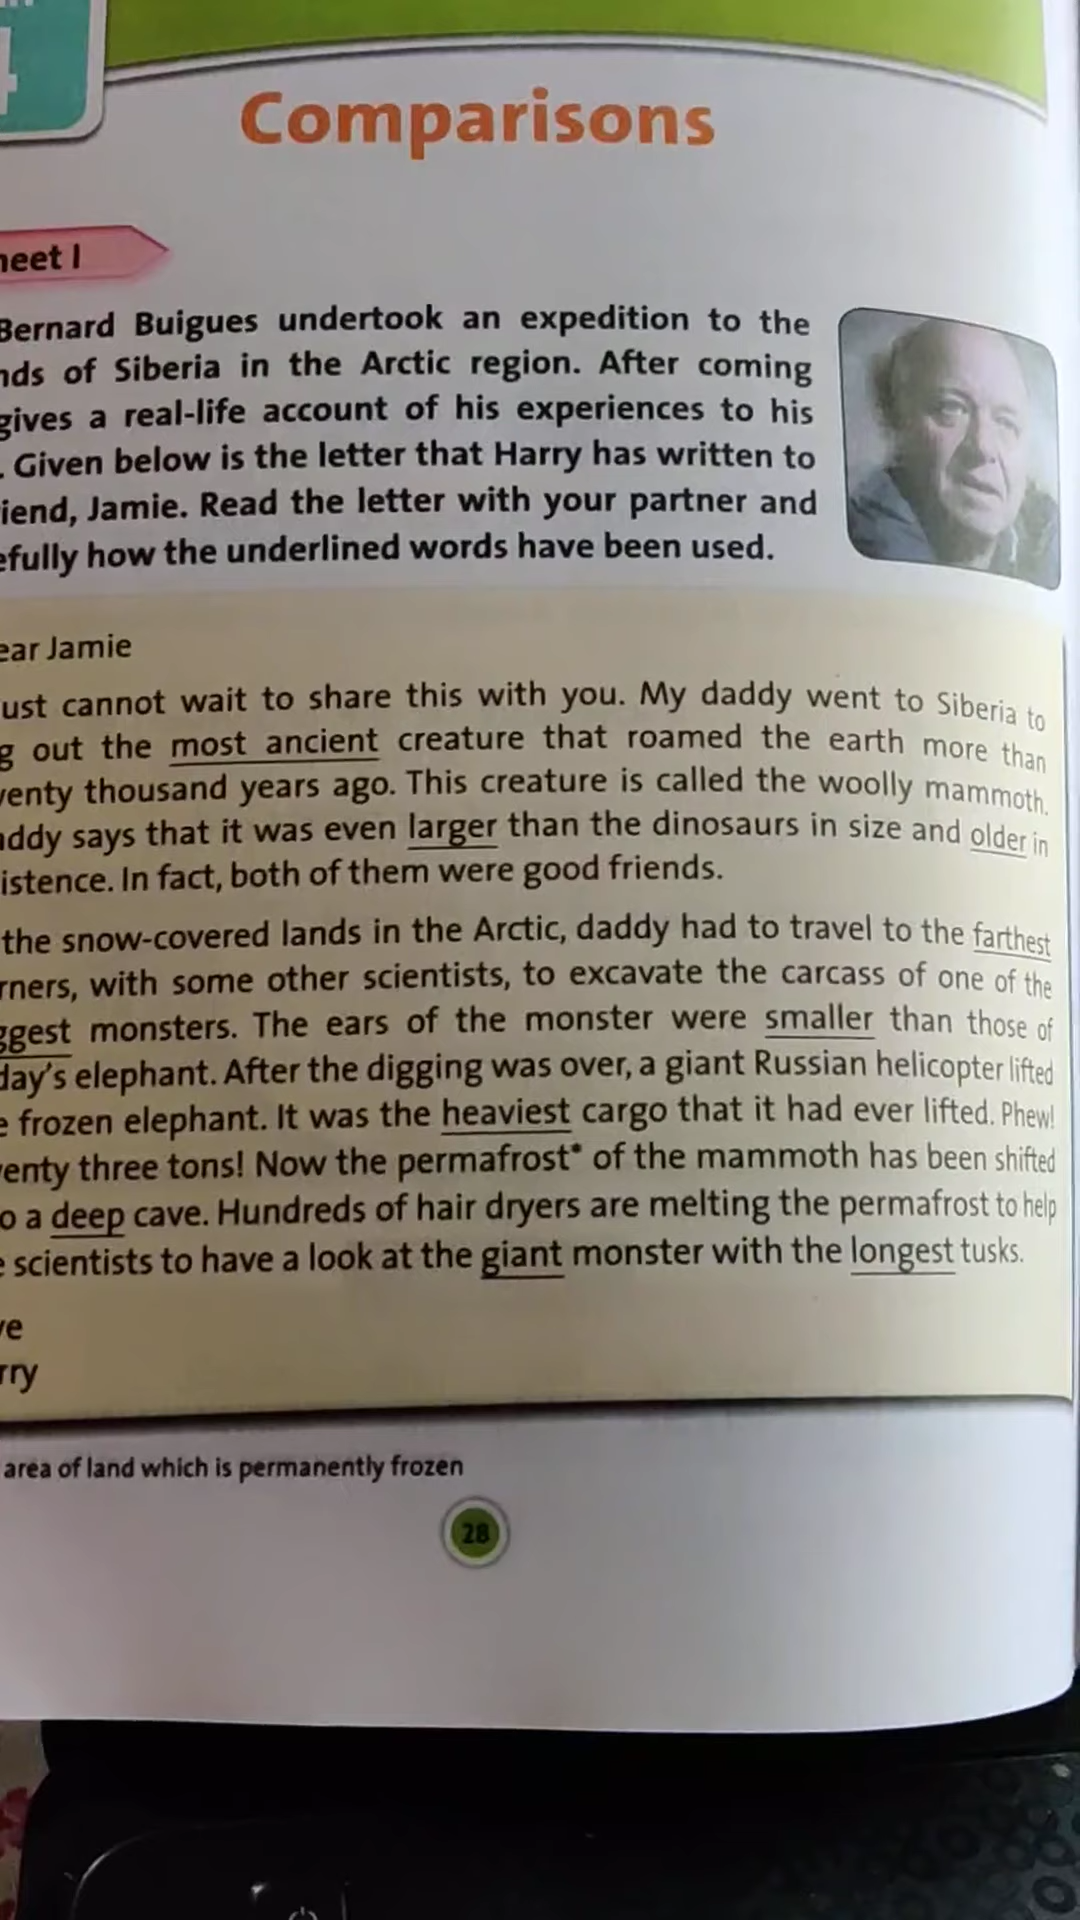 4
Comparisons
heet I
Bernard Buigues undertook an expedition to the
nds of Siberia in the Arctic region. After coming
gives a real-life account of his experiences to his
. Given below is the letter that Harry has written to
iend, Jamie. Read the letter with your partner and
efully how the underlined words have been used.
ear Jamie
ust cannot wait to share this with you. My daddy went to Siberia to
g out the most ancient creature that roamed the earth more than
venty thousand years ago. This creature is called the woolly mammoth.
addy says that it was even larger than the dinosaurs in size and older in
istence. In fact, both of them were good friends.
the snow-covered lands in the Arctic, daddy had to travel to the farthest
rners, with some other scientists, to excavate the carcass of one of the
ggest monsters. The ears of the monster were smaller than those of
day's elephant. After the digging was over, a giant Russian helicopter lifted
e frozen elephant. It was the heaviest cargo that it had ever lifted. Phew!
venty three tons! Now the permafrost* of the mammoth has been shifted
o a deep cave. Hundreds of hair dryers are melting the permafrost to help
e scientists to have a look at the giant monster with the longest tusks.
ve
rry
area of land which is permanently frozen
28